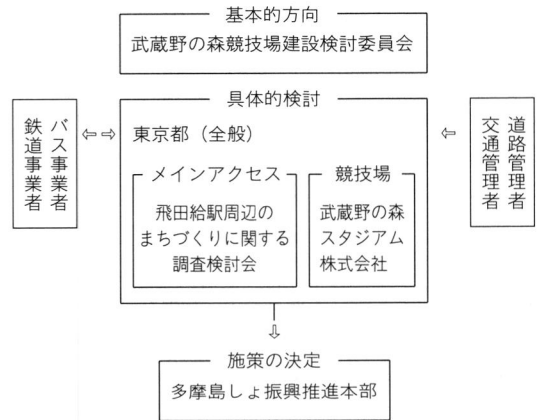 基本的方向
武蔵野の森競技場建設検討委員会
具体的検討
バス事業者
鉄道事業者
⇦⇨
東京都（全般）
⇦
道路管理者
交通管理者
メインアクセス
飛田給駅周辺の
まちづくりに関する
調査検討会
競技場
武蔵野の森
スタジアム
株式会社
⇩
施策の決定
多摩島しょ振興推進本部